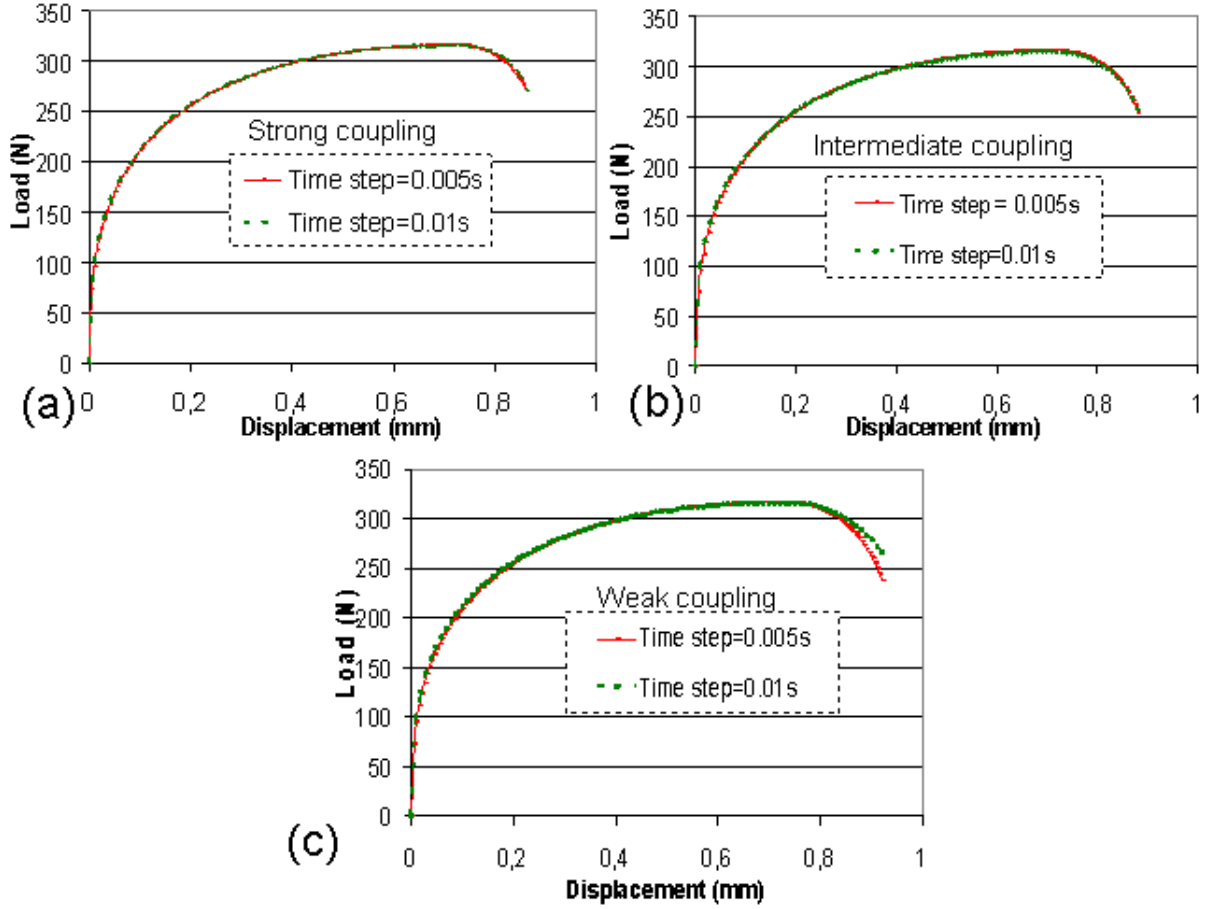 350
300
250
200
150
100
50
0
Load (N)
Strong coupling
Time step=0.005s
Time step=0.01s
0
0,2
0,4
0,6
0,8
1
Displacement (mm)
(a)
350
300
250
200
150
100
50
0
Load (N)
Intermediate coupling
Time step = 0.005s
Time step=0.01s
0
0,2
0,4
0,6
0,8
1
Displacement (mm)
(b)
350
300
250
200
150
100
50
0
Load (N)
Weak coupling
Time step=0.005s
Time step=0.01s
0
0,2
0,4
0,6
0,8
1
Displacement (mm)
(c)